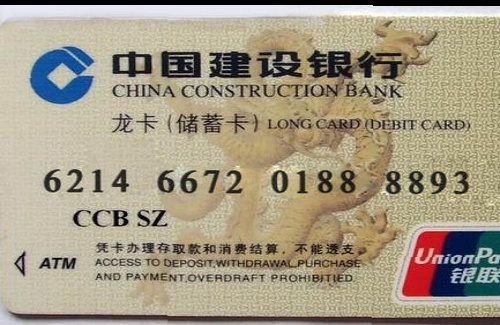 中国建设银行
CHINA CONSTRUCTION BANK
龙卡(储蓄卡) LONG CARD (DEBIT CARD)
6214 6672 0188 8893
CCB SZ
凭卡办理存取款和消费结算，不能透支。
ATM ACCESS TO DEPOSIT,WITHDRAWAL,PURCHASE
AND PAYMENT,OVERDRAFT PROHIBITIED.
UnionPa
银联